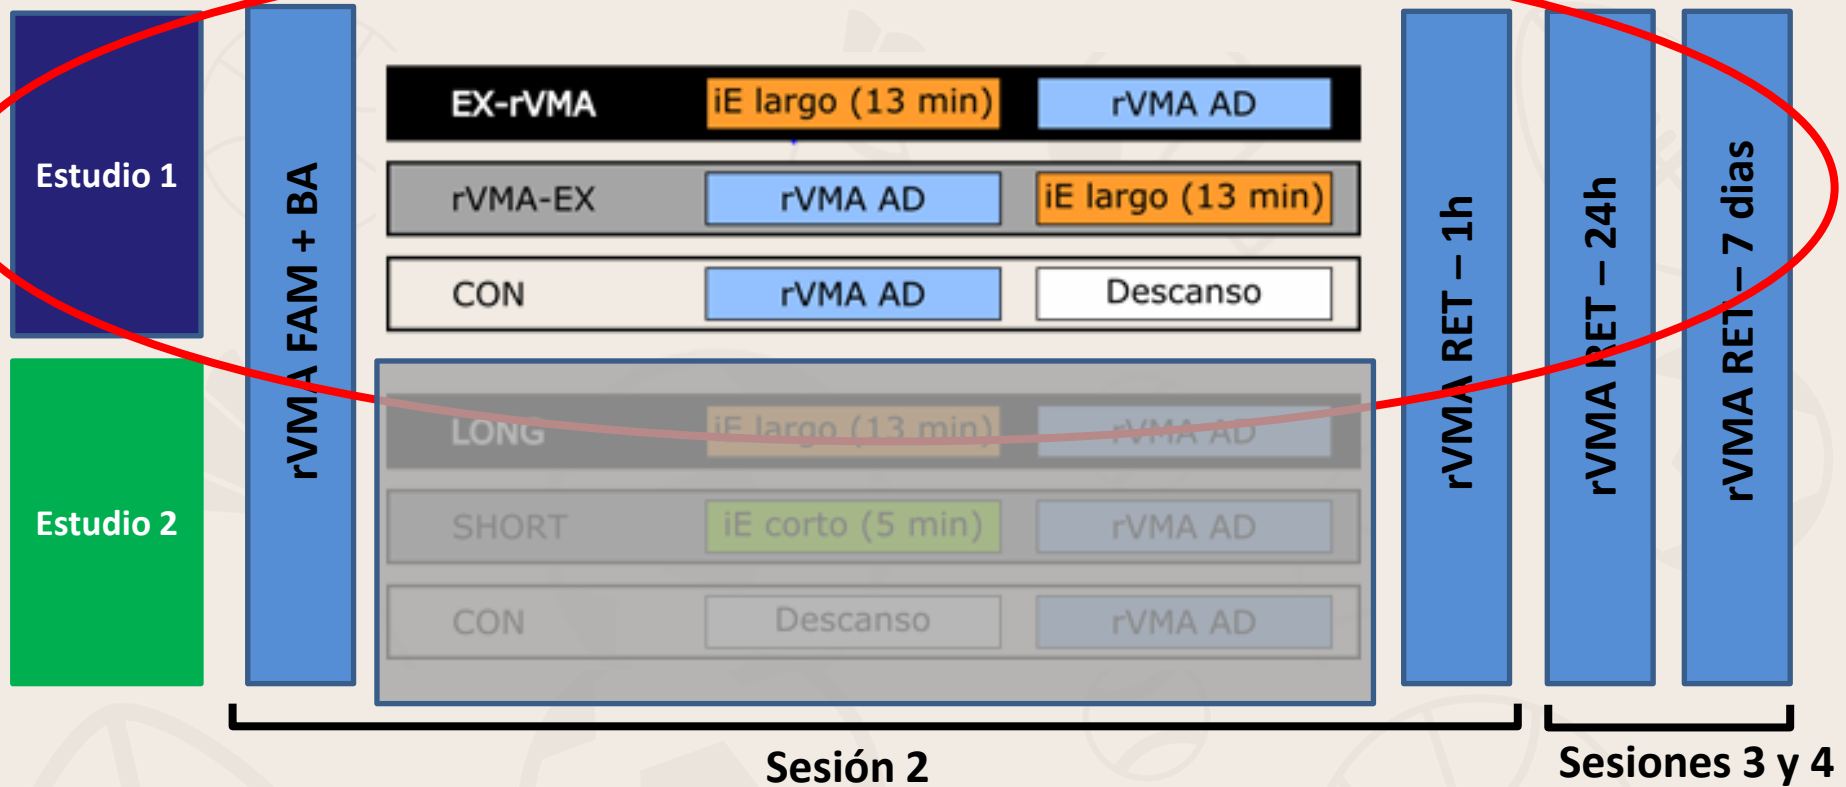 Estudio 1
rVMA FAM + BA
EX-rVMA iE largo (13 min) rVMA AD
rVMA-EX rVMA AD iE largo (13 min)
CON rVMA AD Descanso
Estudio 2
LONG iE largo (13 min) rVMA AD
SHORT iE corto (5 min) rVMA AD
CON Descanso rVMA AD
rVMA RET – 1h
rVMA RET – 24h
rVMA RET – 7 dias
Sesión 2
Sesiones 3 y 4